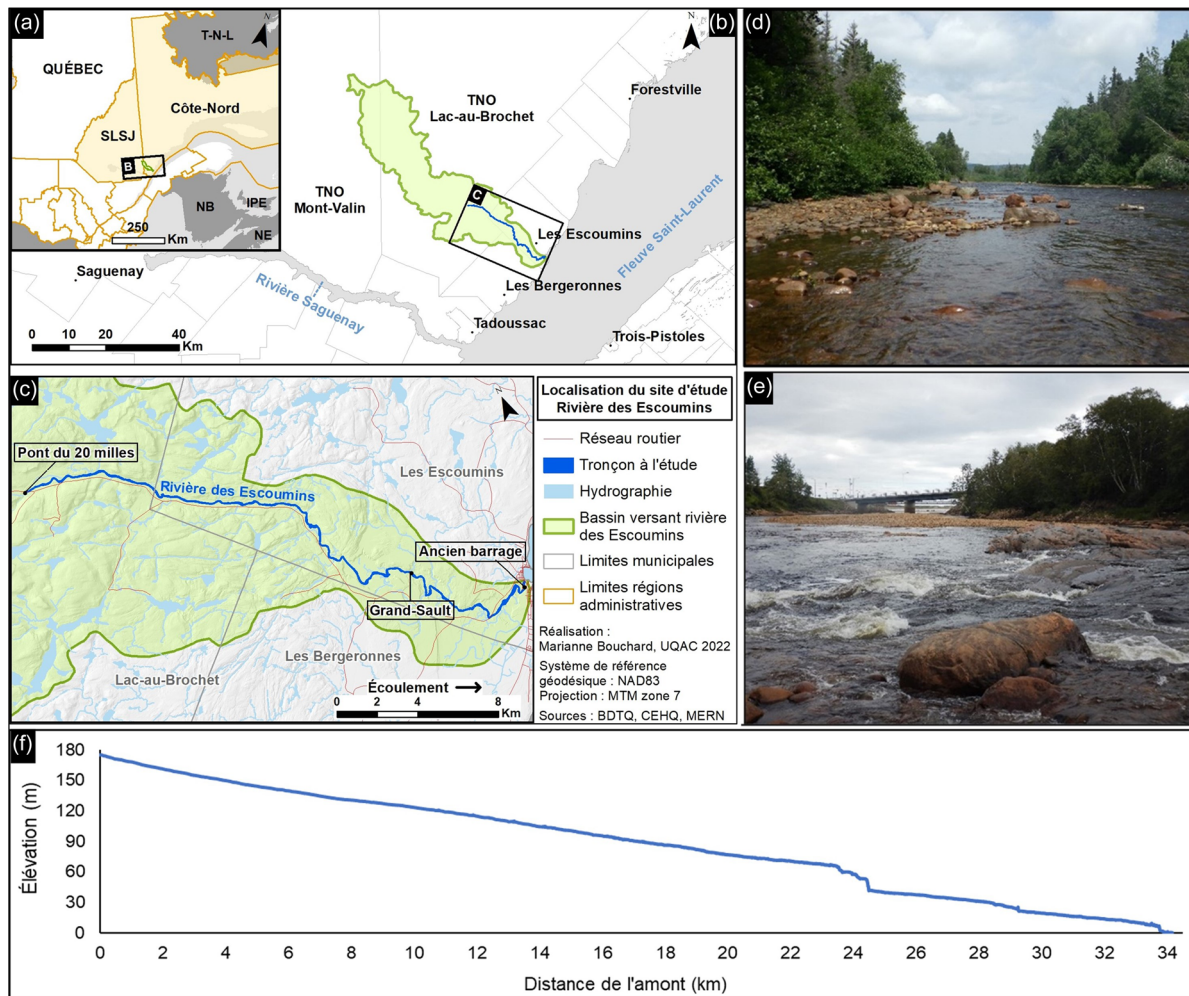 (a)
N
T-N-L
QUÉBEC
Côte-Nord
SLSJ
B
NB
IPE
NE
250
Km
(b)
N
TNO
Lac-au-Brochet
Forestville
TNO
Mont-Valin
C
Les Escoumins
Fleuve Saint-Laurent
Saguenay
Rivière Saguenay
Les Bergeronnes
Tadoussac
Trois-Pistoles
0 20 40
Km
(c)
N
Pont du 20 milles
Les Escoumins
Rivière des Escoumins
Ancien barrage
Grand-Sault
Les Bergeronnes
Lac-au-Brochet
Écoulement →
0 2 4 8
Km
Localisation du site d'étude
Rivière des Escoumins
Réseau routier
Tronçon à l'étude
Hydrographie
Bassin versant rivière
des Escoumins
Limites municipales
Limites régions
administratives
Réalisation :
Marianne Bouchard, UQAC 2022
Système de référence
géodésique : NAD83
Projection : MTM zone 7
Sources : BDTQ, CEHQ, MERN
(d)
(e)
(f)
Élévation (m)
180
150
120
90
60
30
0
0 2 4 6 8 10 12 14 16 18 20 22 24 26 28 30 32 34
Distance de l'amont (km)